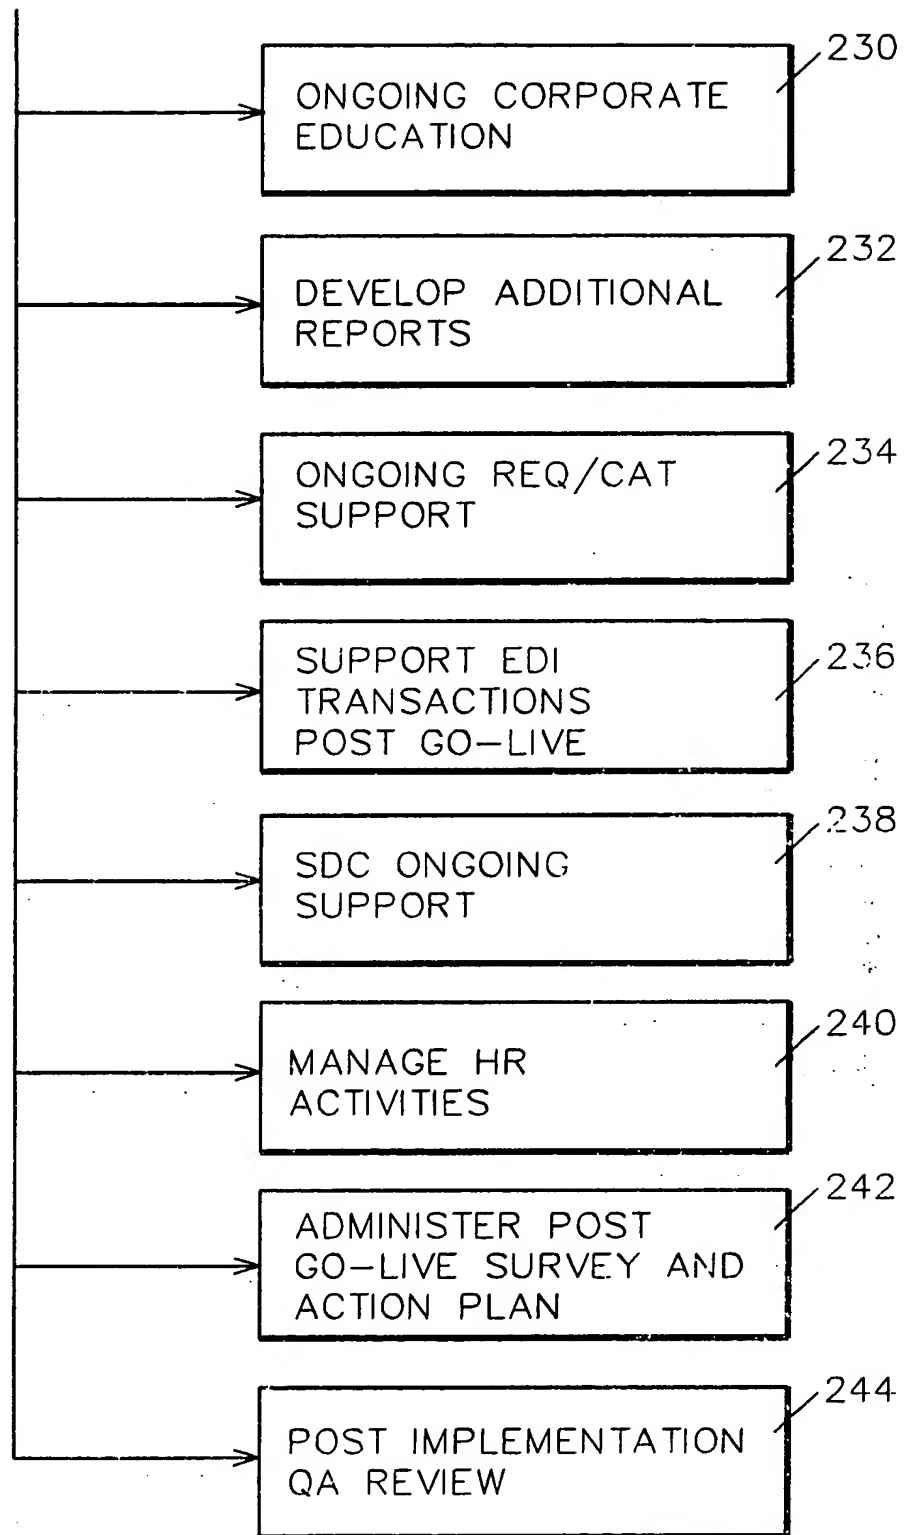 230
ONGOING CORPORATE
EDUCATION
232
DEVELOP ADDITIONAL
REPORTS
234
ONGOING REQ/CAT
SUPPORT
236
SUPPORT EDI
TRANSACTIONS
POST GO-LIVE
238
SDC ONGOING
SUPPORT
240
MANAGE HR
ACTIVITIES
242
ADMINISTER POST
GO-LIVE SURVEY AND
ACTION PLAN
244
POST IMPLEMENTATION
QA REVIEW